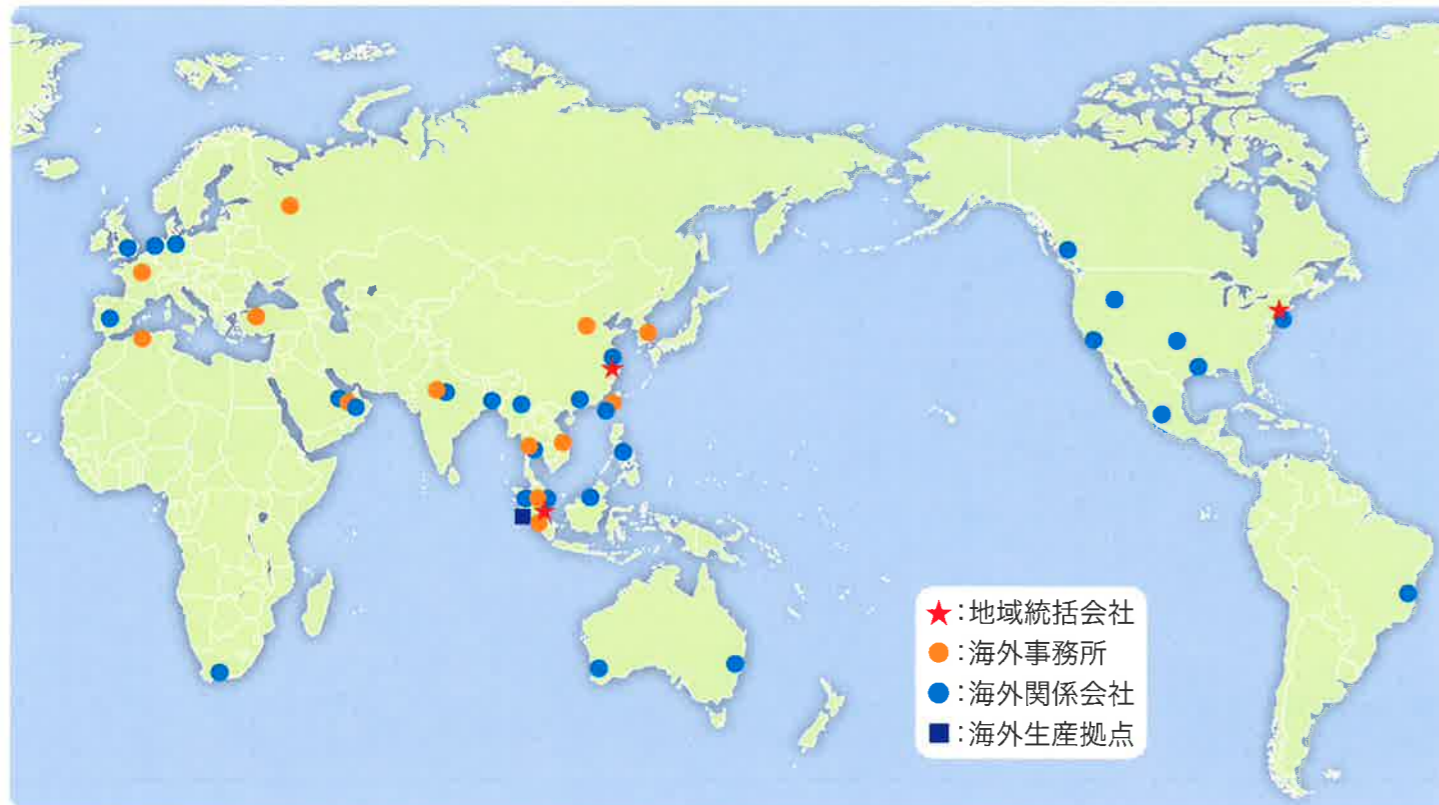 ★：地域統括会社
●：海外事務所
●：海外関係会社
■：海外生産拠点